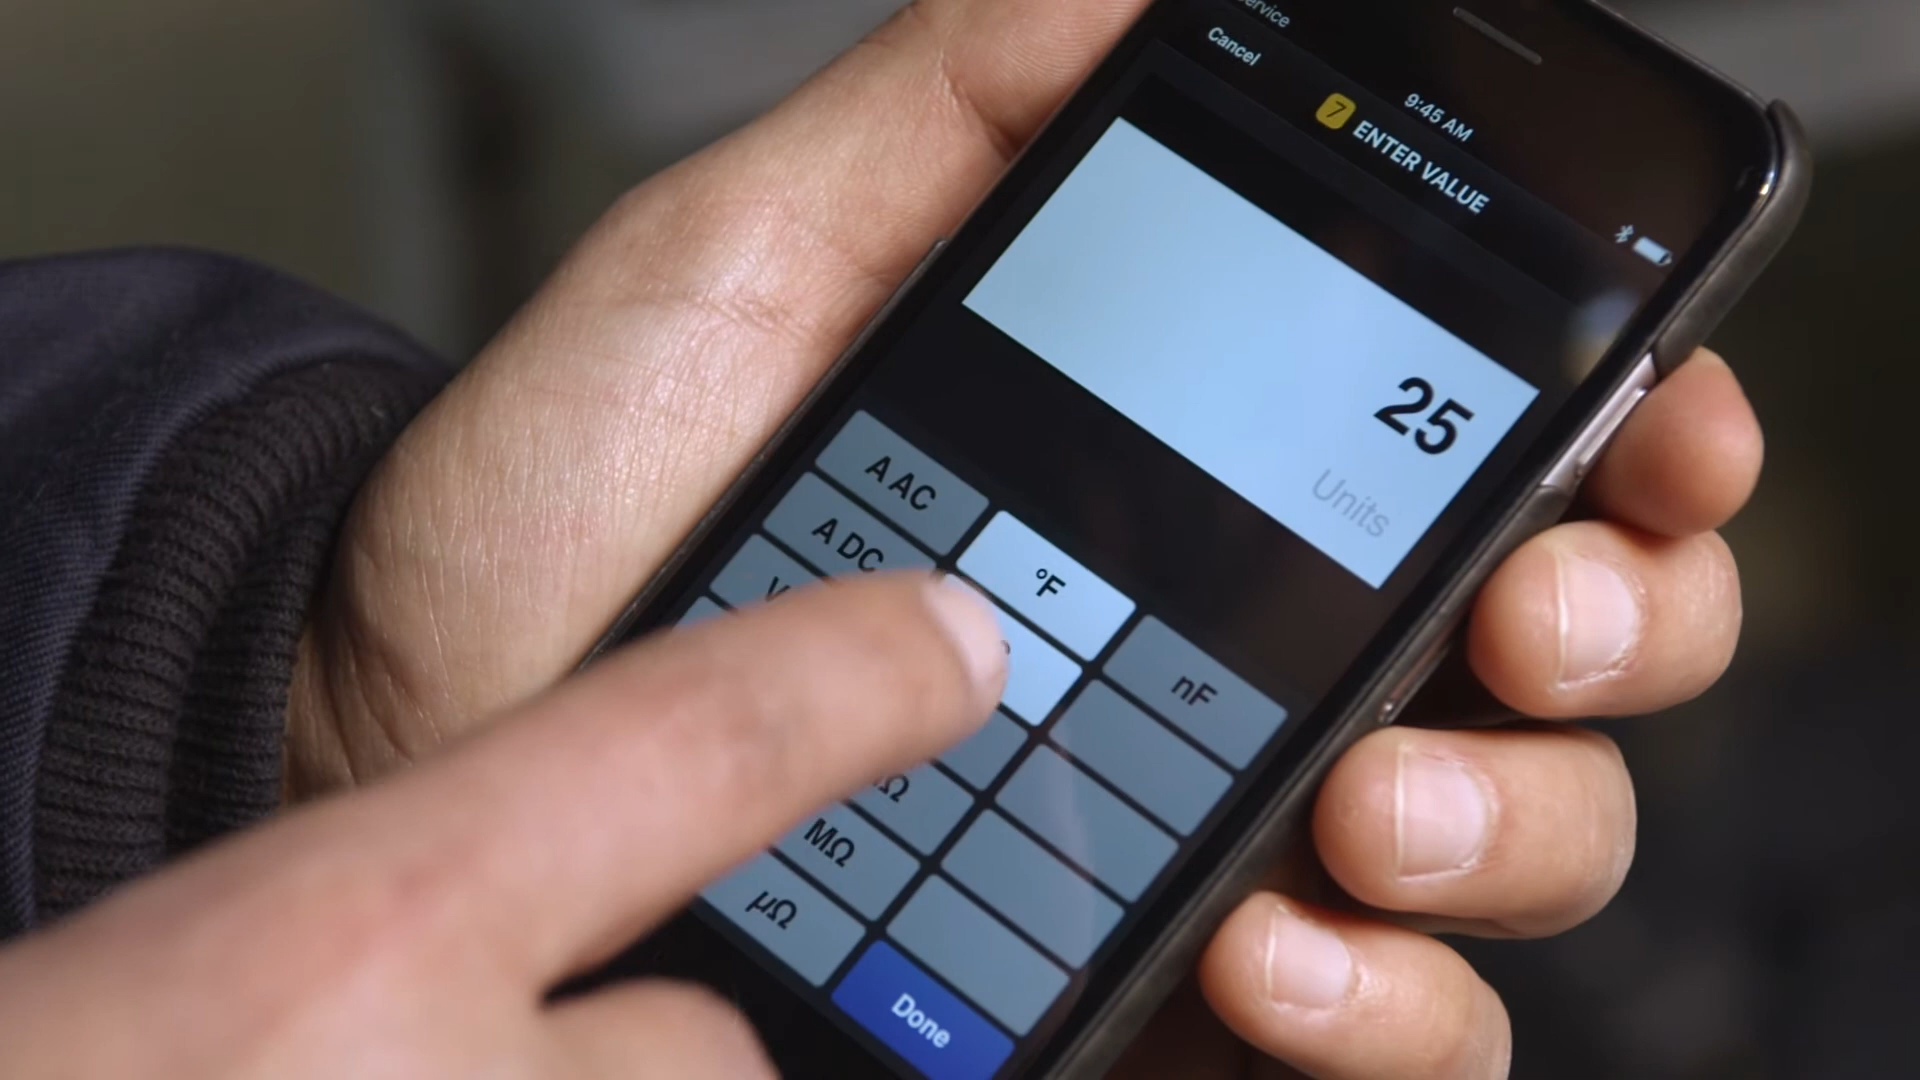 Cancel
9:45 AM
7 ENTER VALUE
25
Units
A AC
°F
A DC
nF
MΩ
µΩ
Done